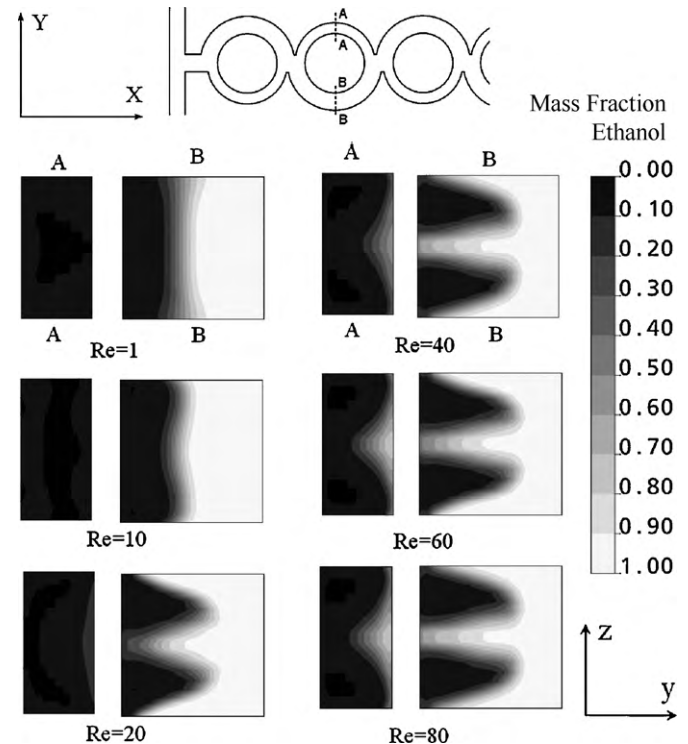 Y
X
A
A
B
B
Mass Fraction
Ethanol
0.00
0.10
0.20
0.30
0.40
0.50
0.60
0.70
0.80
0.90
1.00
A B
A B
Re=1
A B
A B
Re=40
Re=10
Re=60
Re=20
Re=80
z
y